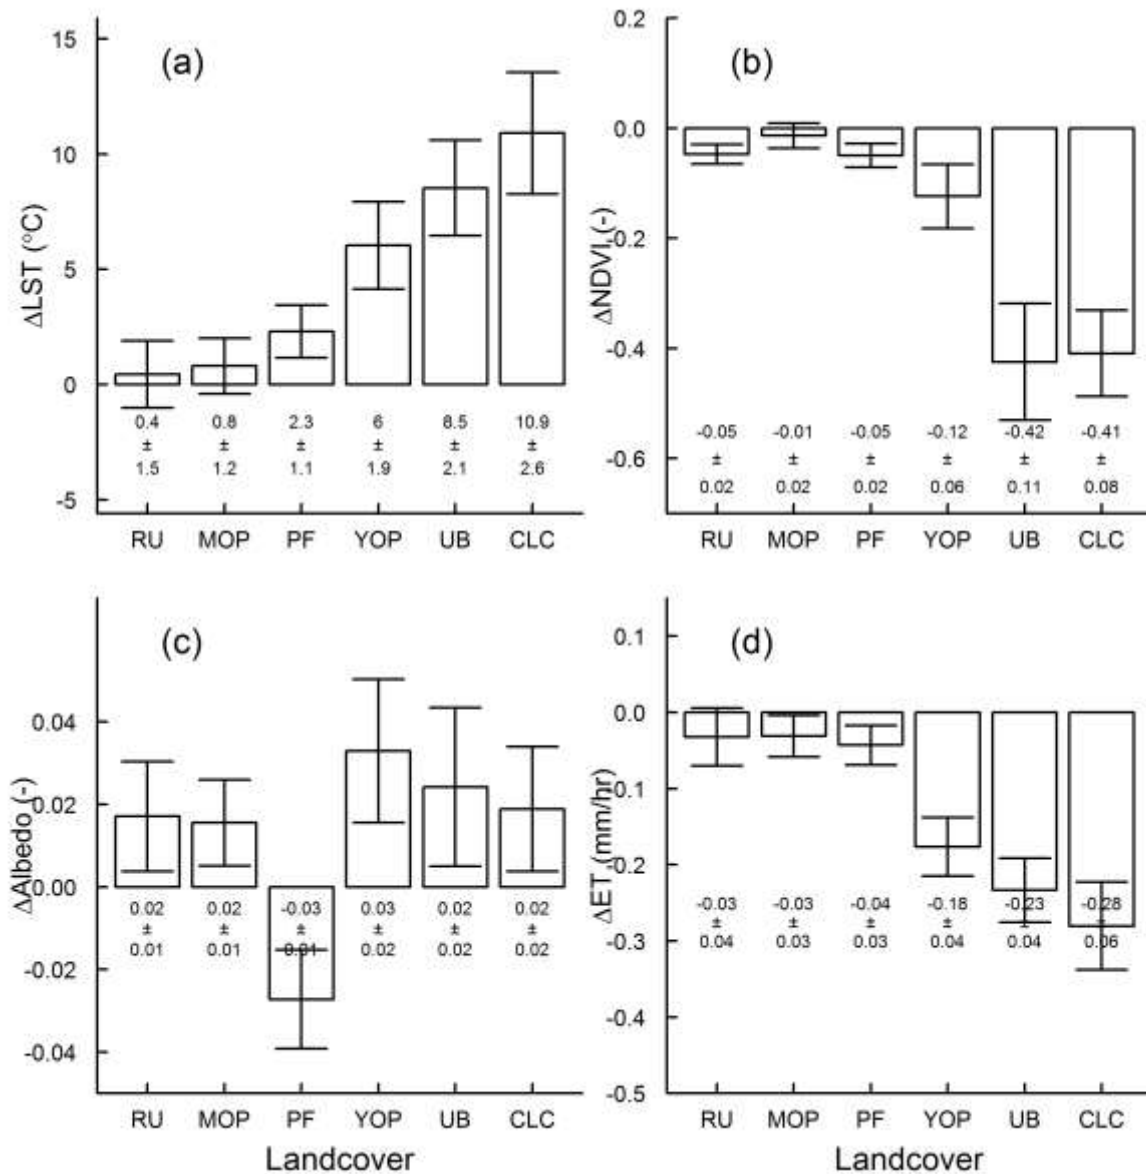 (a)
15
10
5
0
-5
ΔLST (°C)
0.4 0.8 2.3 6 8.5 10.9
± ± ± ± ± ±
1.5 1.2 1.1 1.9 2.1 2.6
RU MOP PF YOP UB CLC
(b)
0.2
0.0
-0.2
-0.4
-0.6
ΔNDVI (-)
-0.05 -0.01 -0.05 -0.12 -0.42 -0.41
± ± ± ± ± ±
0.02 0.02 0.02 0.06 0.11 0.08
RU MOP PF YOP UB CLC
(c)
0.04
0.02
0.00
-0.02
-0.04
ΔAlbedo (-)
0.02 0.02 -0.03 0.03 0.02 0.02
± ± ± ± ± ±
0.01 0.01 0.01 0.02 0.02 0.02
RU MOP PF YOP UB CLC
Landcover
(d)
0.1
0.0
-0.1
-0.2
-0.3
-0.4
-0.5
ΔET (mm/hr)
-0.03 -0.03 -0.04 -0.18 -0.23 -0.28
± ± ± ± ± ±
0.04 0.03 0.03 0.04 0.04 0.06
RU MOP PF YOP UB CLC
Landcover